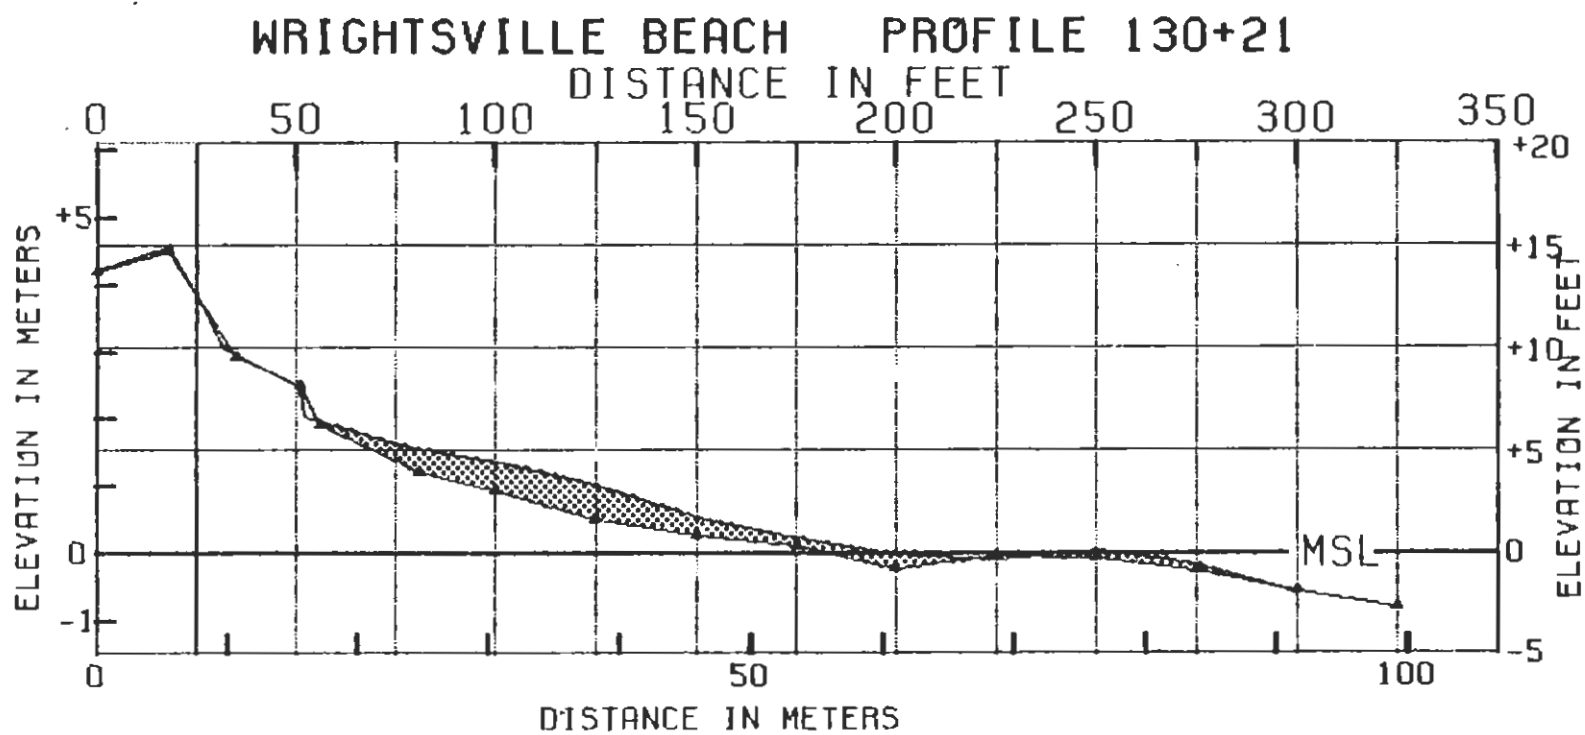 WRIGHTSVILLE BEACH PROFILE 130+21
DISTANCE IN FEET
0 50 100 150 200 250 300 350
+20
+5
+15
+10
+5
0 MSL 0
-1
-5
0 50 100
DISTANCE IN METERS
ELEVATION IN METERS
ELEVATION IN FEET